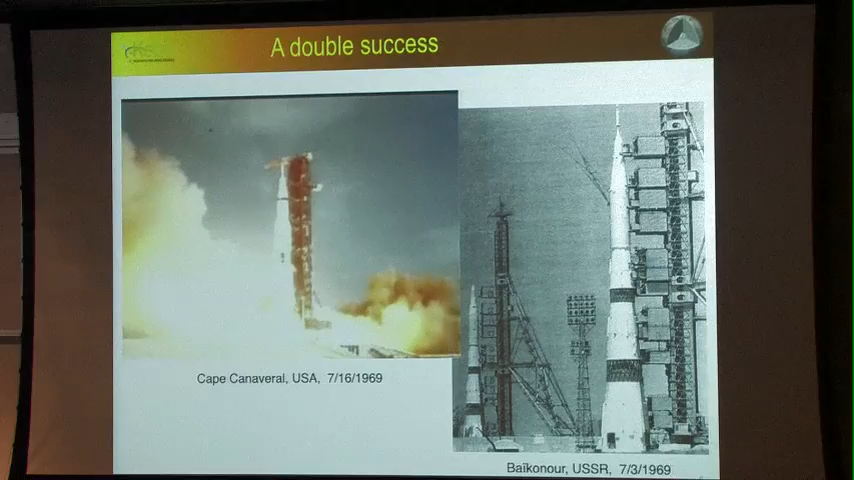 A double success
Cape Canaveral, USA, 7/16/1969
Baïkonour, USSR, 7/3/1969